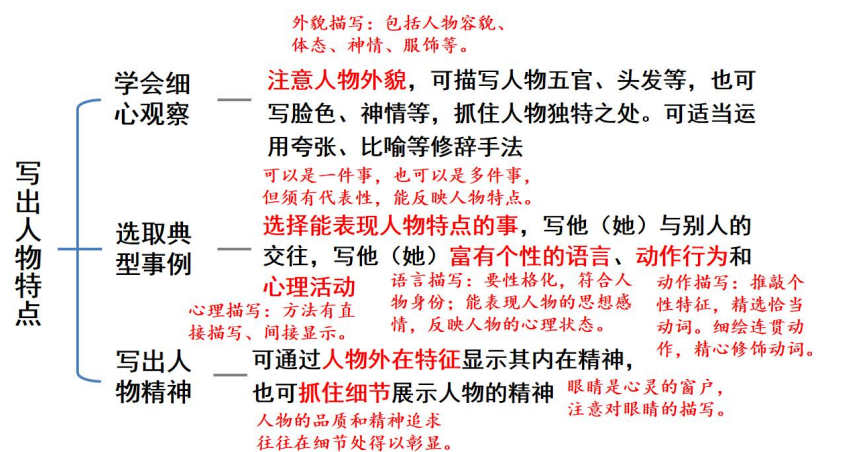 外貌描写：包括人物容貌、
体态、神情、服饰等。
学会细
心观察
注意人物外貌，可描写人物五官、头发等，也可
写脸色、神情等，抓住人物独特之处。可适当运
用夸张、比喻等修辞手法
可以是一件事，也可以是多件事，
但须有代表性，能反映人物特点。
写出人物特点
选取典
型事例
选择能表现人物特点的事，写他（她）与别人的
交往，写他（她）富有个性的语言、动作行为和
心理活动
语言描写：要性格化，符合人
物身份；能表现人物的思想感
情，反映人物的心理状态。
动作描写：推敲个
性特征，精选恰当
动词。细绘连贯动
作，精心修饰动词。
心理描写：方法有直
接描写、间接显示。
写出人
物精神
可通过人物外在特征显示其内在精神，
也可抓住细节展示人物的精神
眼睛是心灵的窗户，
注意对眼睛的描写。
人物的品质和精神追求
往往在细节处得以彰显。